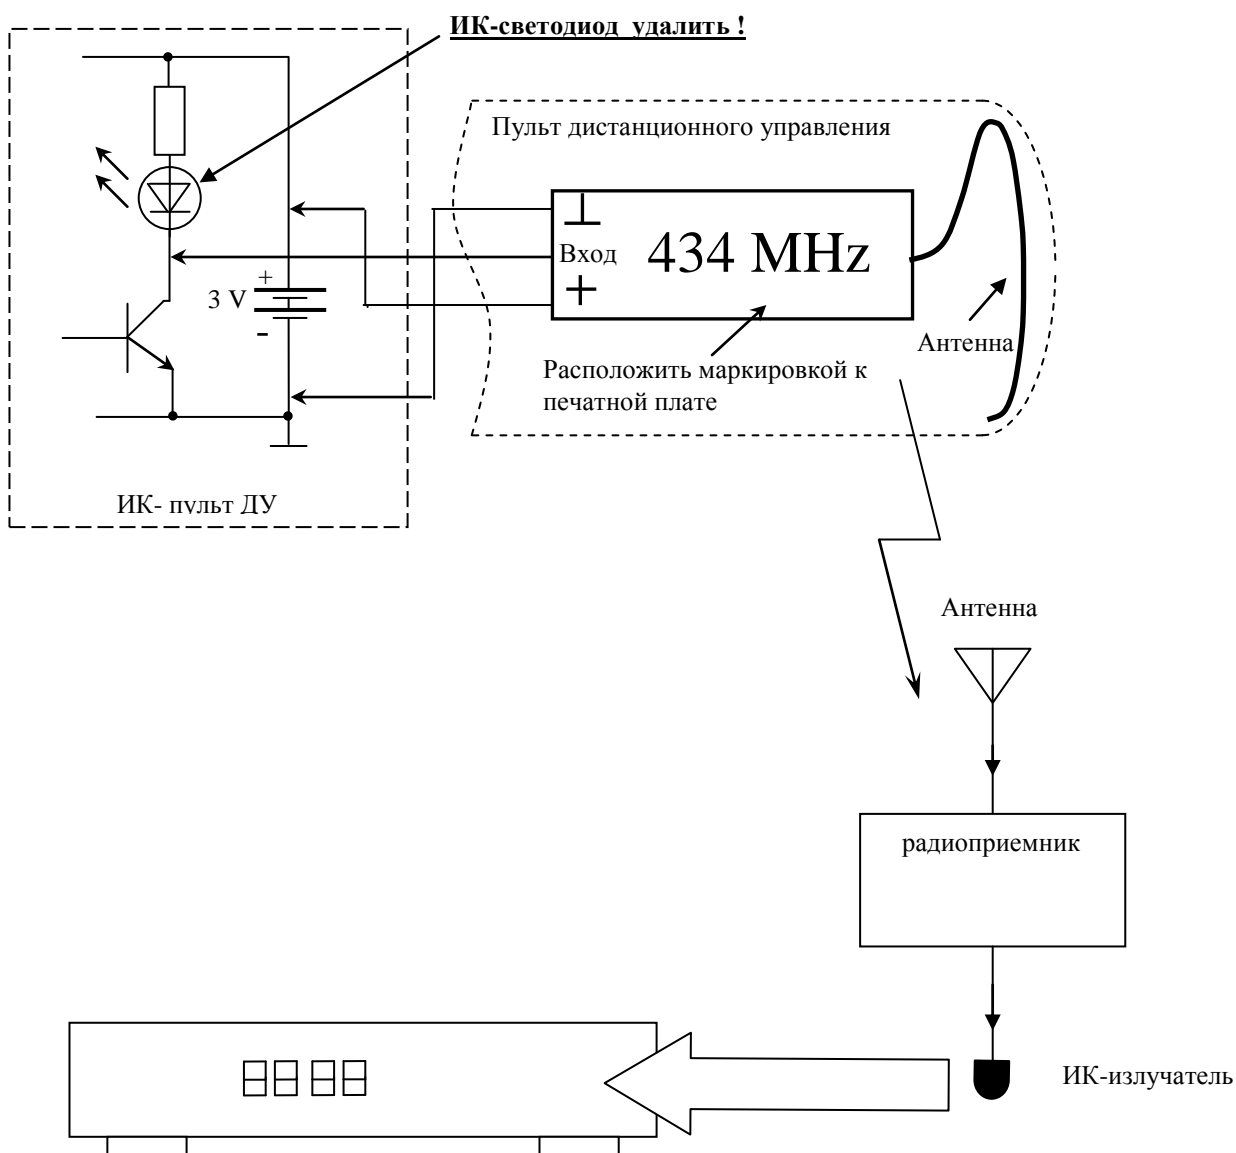 ИК-светодиод удалить !
Пульт дистанционного управления
Вход
434 MHz
+
3 V
-
+
Антенна
Расположить маркировкой к
печатной плате
ИК- пульт ДУ
Антенна
радиоприемник
ИК-излучатель